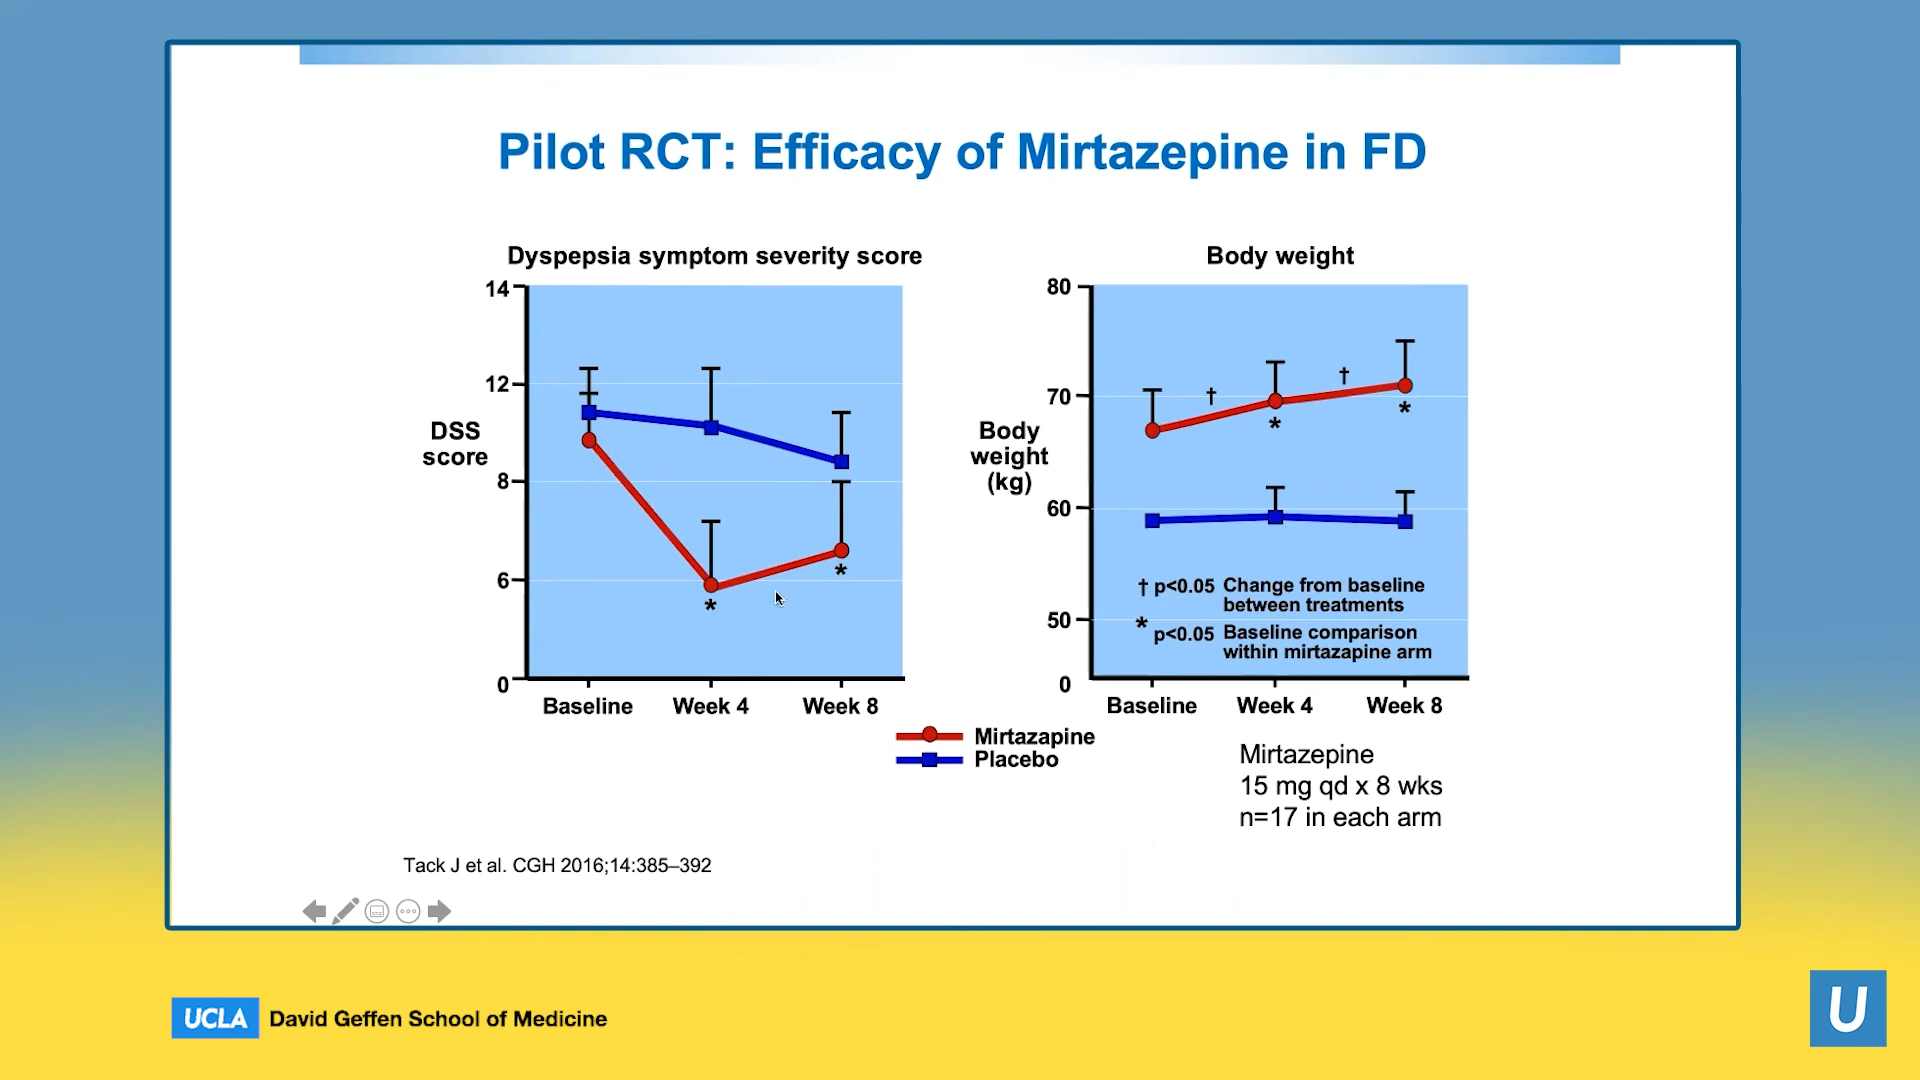 Pilot RCT: Efficacy of Mirtazepine in FD
Dyspepsia symptom severity score
14
12
8
6
0
DSS
score
Baseline
Week 4
Week 8
*
*
Body weight
80
70
60
50
0
Body
weight
(kg)
†
†
*
*
† p<0.05 Change from baseline
between treatments
* p<0.05 Baseline comparison
within mirtazapine arm
Baseline
Week 4
Week 8
Mirtazapine
Placebo
Mirtazepine
15 mg qd x 8 wks
n=17 in each arm
Tack J et al. CGH 2016;14:385–392
UCLA David Geffen School of Medicine
U